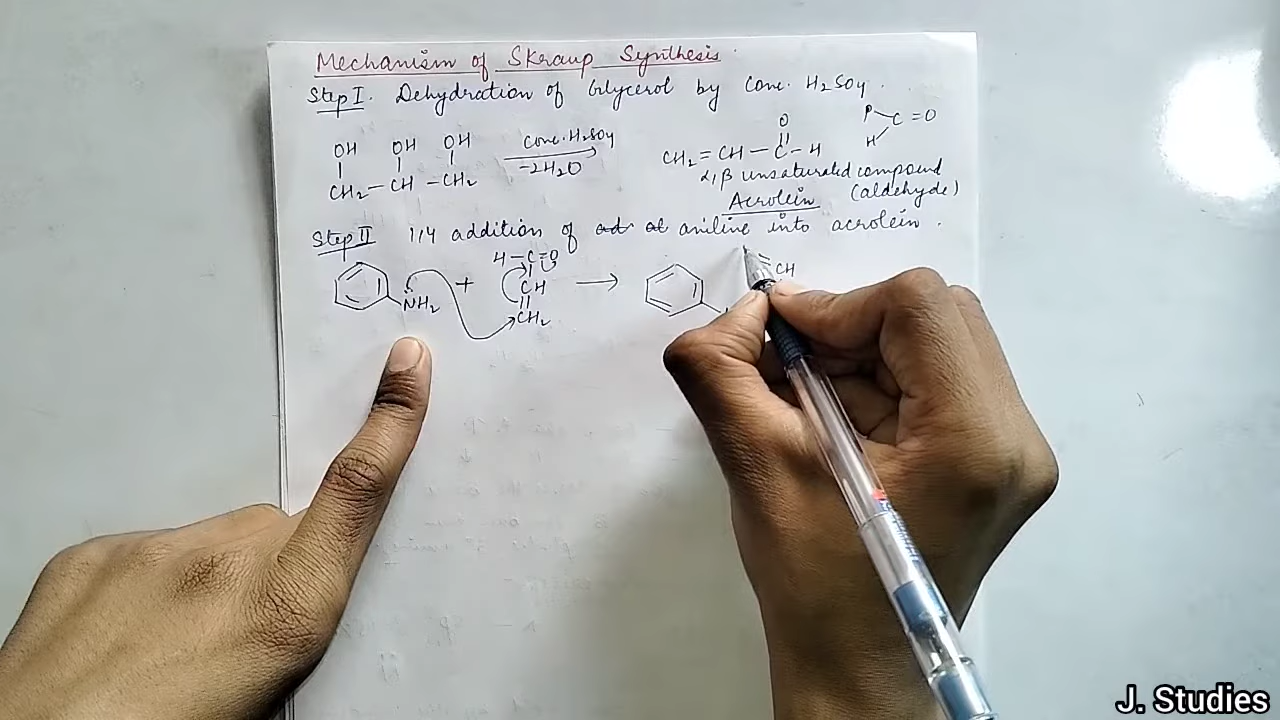 Mechanism of Skraup Synthesis.
Step I. Dehydration of Glycerol by Conc. H2SO4.
OH OH OH
CH2 – CH – CH2
Conc. H2SO4
-2H2O
O
CH2 = CH – C – H
R
C = O
H
α, β unsaturated compound
Acrolein (aldehyde)
Step II 1,4 addition of aniline into acrolein.
NH2 +
H – C = O
CH
CH2
CH
J. Studies